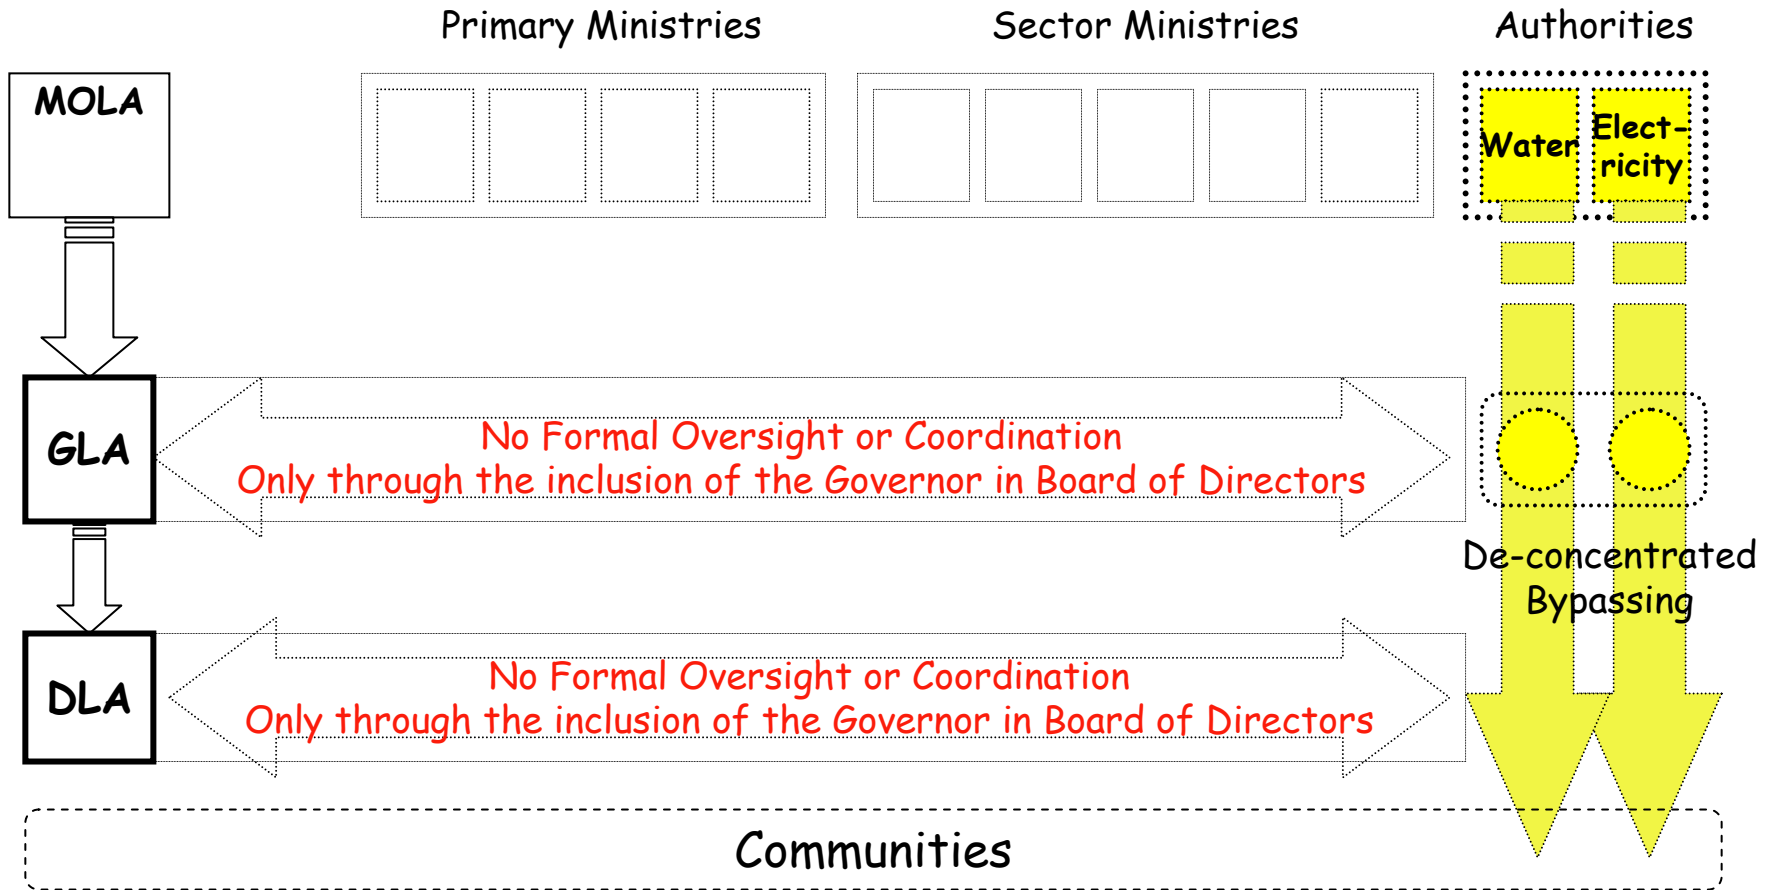 Primary Ministries
Sector Ministries
Authorities
MOLA
Water
Elect-
ricity
GLA
No Formal Oversight or Coordination
Only through the inclusion of the Governor in Board of Directors
De-concentrated
Bypassing
DLA
No Formal Oversight or Coordination
Only through the inclusion of the Governor in Board of Directors
Communities